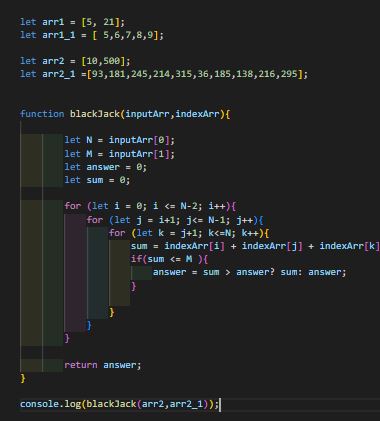 let arr1 = [5, 21];
let arr1_1 = [ 5,6,7,8,9];
let arr2 = [10,500];
let arr2_1 =[93,181,245,214,315,36,185,138,216,295];
function blackJack(inputArr,indexArr){
let N = inputArr[0];
let M = inputArr[1];
let answer = 0;
let sum = 0;
for (let i = 0; i <= N-2; i++){
for (let j = i+1; j<= N-1; j++){
for (let k = j+1; k<=N; k++){
sum = indexArr[i] + indexArr[j] + indexArr[k]
if(sum <= M ){
answer = sum > answer? sum: answer;
}
}
}
}
return answer;
}
console.log(blackJack(arr2,arr2_1));